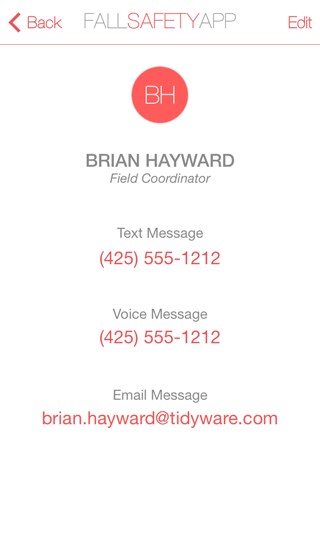 Back FALLSAFETYAPP Edit
BH
BRIAN HAYWARD
Field Coordinator
Text Message
(425) 555-1212
Voice Message
(425) 555-1212
Email Message
brian.hayward@tidyware.com